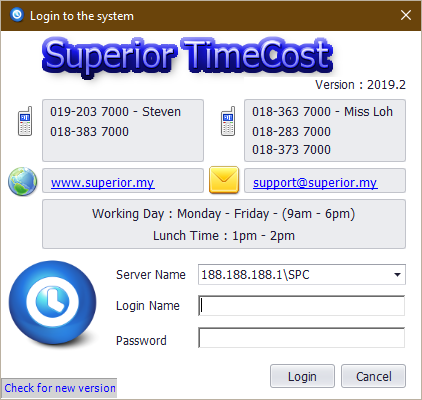 Login to the system
Superior TimeCost
Version : 2019.2
019-203 7000 - Steven
018-383 7000
018-363 7000 - Miss Loh
018-283 7000
018-373 7000
www.superior.my
support@superior.my
Working Day : Monday - Friday - (9am - 6pm)
Lunch Time : 1pm - 2pm
Server Name
188.188.188.1\SPC
Login Name
Password
Login
Cancel
Check for new version